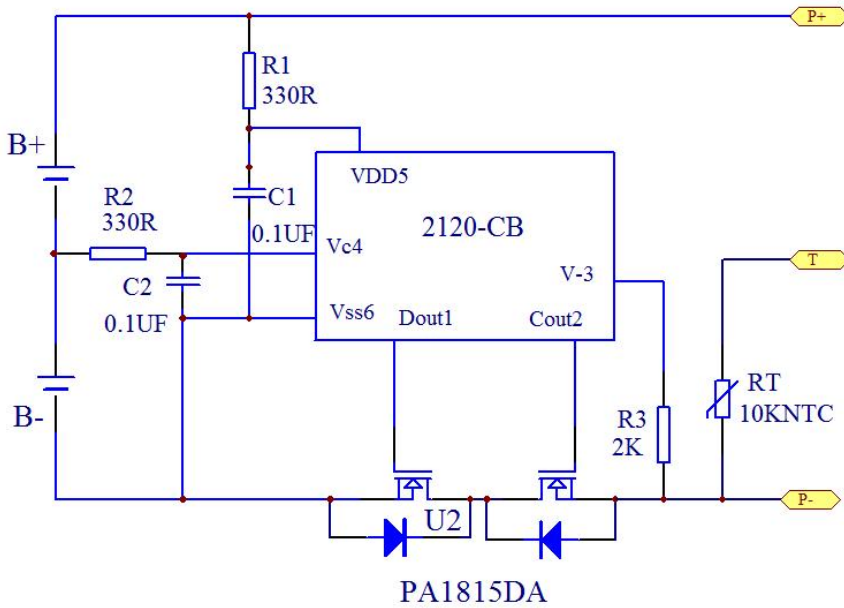 P+
R1
330R
B+
VDD5
R2
330R
C1
0.1UF
2120-CB
Vc4
T
C2
0.1UF
V-3
Vss6
Dout1
Cout2
RT
10KNTC
B-
R3
2K
P-
U2
PA1815DA